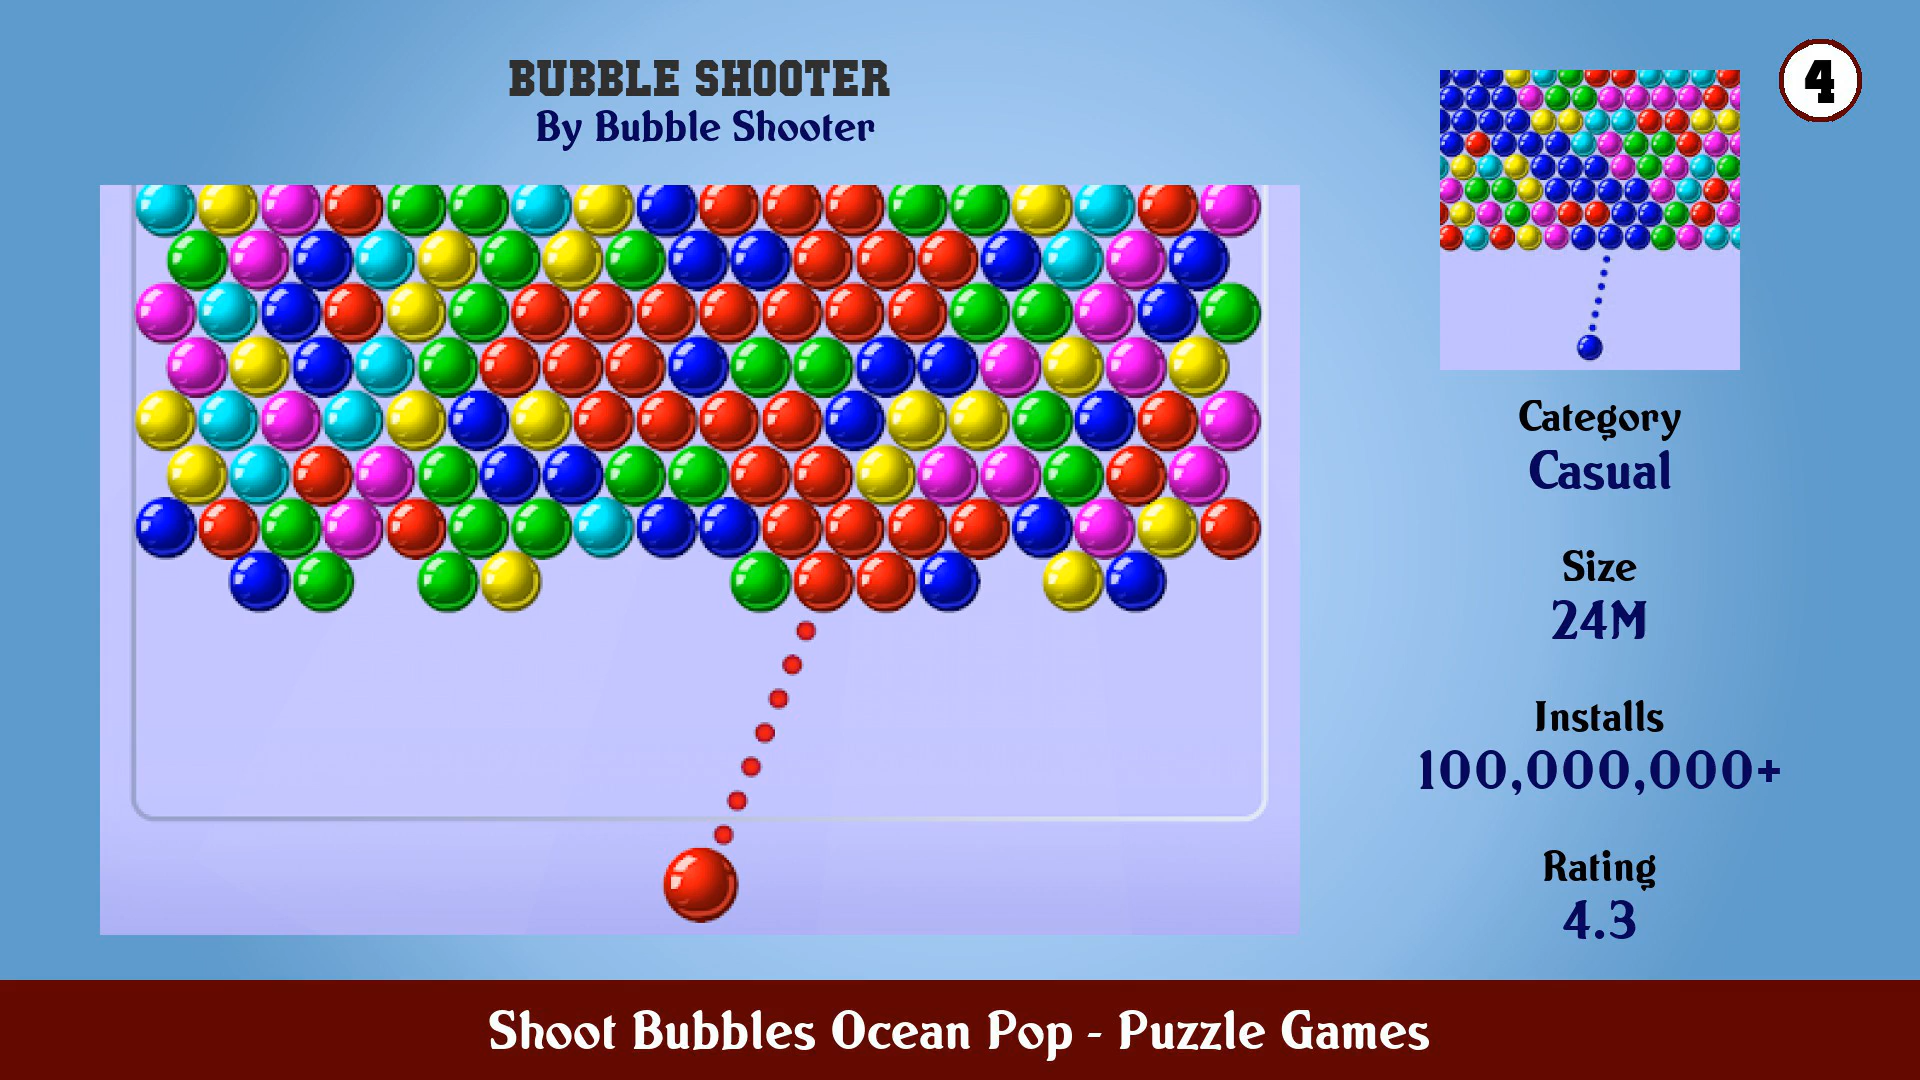 BUBBLE SHOOTER
By Bubble Shooter
4
Category
Casual
Size
24M
Installs
100,000,000+
Rating
4.3
Shoot Bubbles Ocean Pop - Puzzle Games